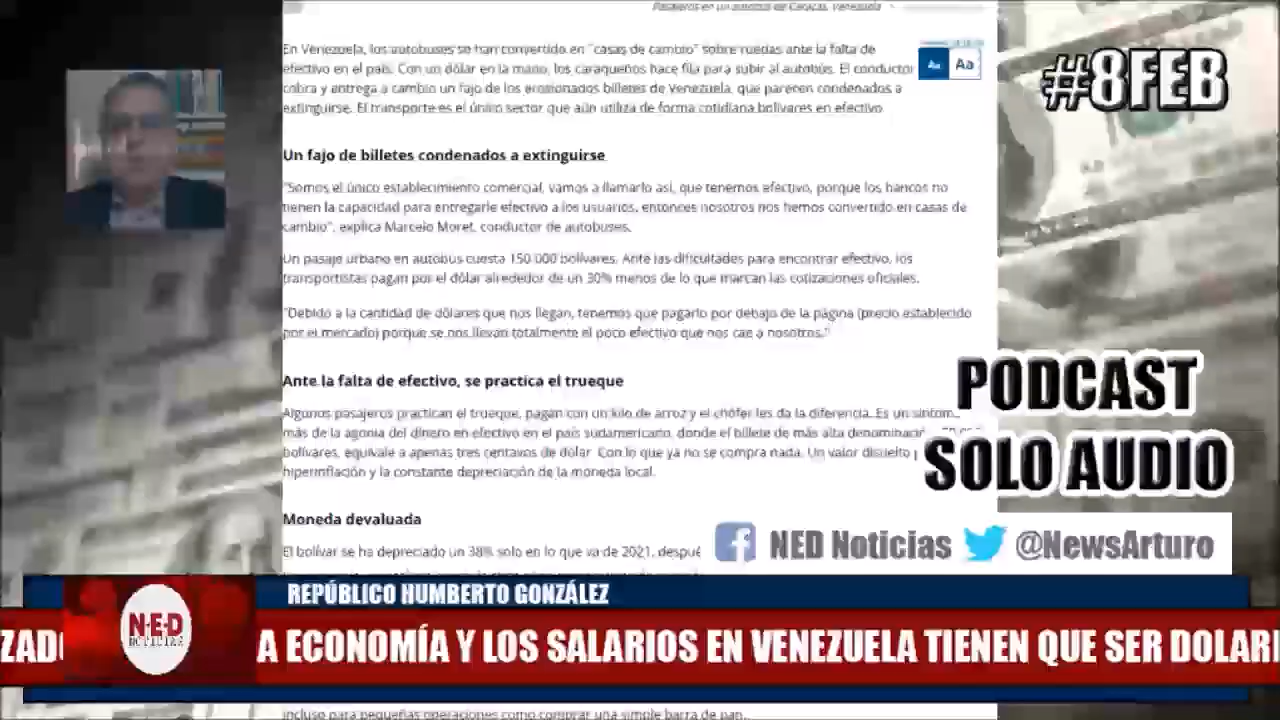 Pasajeros en un autobús de Caracas, Venezuela
En Venezuela, los autobuses se han convertido en "casas de cambio" sobre ruedas ante la falta de
efectivo en el país. Con un dólar en la mano, los caraqueños hace fila para subir al autobús. El conductor
cobra y entrega a cambio un fajo de los erosionados billetes de Venezuela, que parecen condenados a
extinguirse. El transporte es el único sector que aún utiliza de forma cotidiana bolívares en efectivo.
Aa Aa
#8FEB
Un fajo de billetes condenados a extinguirse
"Somos el único establecimiento comercial, vamos a llamarlo así, que tenemos efectivo, porque los bancos no
tienen la capacidad para entregarle efectivo a los usuarios, entonces nosotros nos hemos convertido en casas de
cambio", explica Marcelo Moret, conductor de autobuses.
Un pasaje urbano en autobús cuesta 150 000 bolívares. Ante las dificultades para encontrar efectivo, los
transportistas pagan por el dólar alrededor de un 30% menos de lo que marcan las cotizaciones oficiales.
"Debido a la cantidad de dólares que nos llegan, tenemos que pagarlo por debajo de la página (precio establecido
por el mercado) porque se nos llevan totalmente el poco efectivo que nos cae a nosotros."
Ante la falta de efectivo, se practica el trueque
Algunos pasajeros practican el trueque, pagan con un kilo de arroz y el chófer les da la diferencia. Es un síntom
más de la agonía del dinero en efectivo en el país sudamericano, donde el billete de más alta denominació
bolívares, equivale a apenas tres centavos de dólar. Con lo que ya no se compra nada. Un valor disuelto p
hiperinflación y la constante depreciación de la moneda local.
PODCAST
SOLO AUDIO
Moneda devaluada
El bolívar se ha depreciado un 38% solo en lo que va de 2021, despué
NED Noticias @NewsArturo
REPÚBLICO HUMBERTO GONZÁLEZ
N-E-D
NOTICIAS
ZADO A ECONOMÍA Y LOS SALARIOS EN VENEZUELA TIENEN QUE SER DOLARI
incluso para pequeñas operaciones como comprar una simple barra de pan.